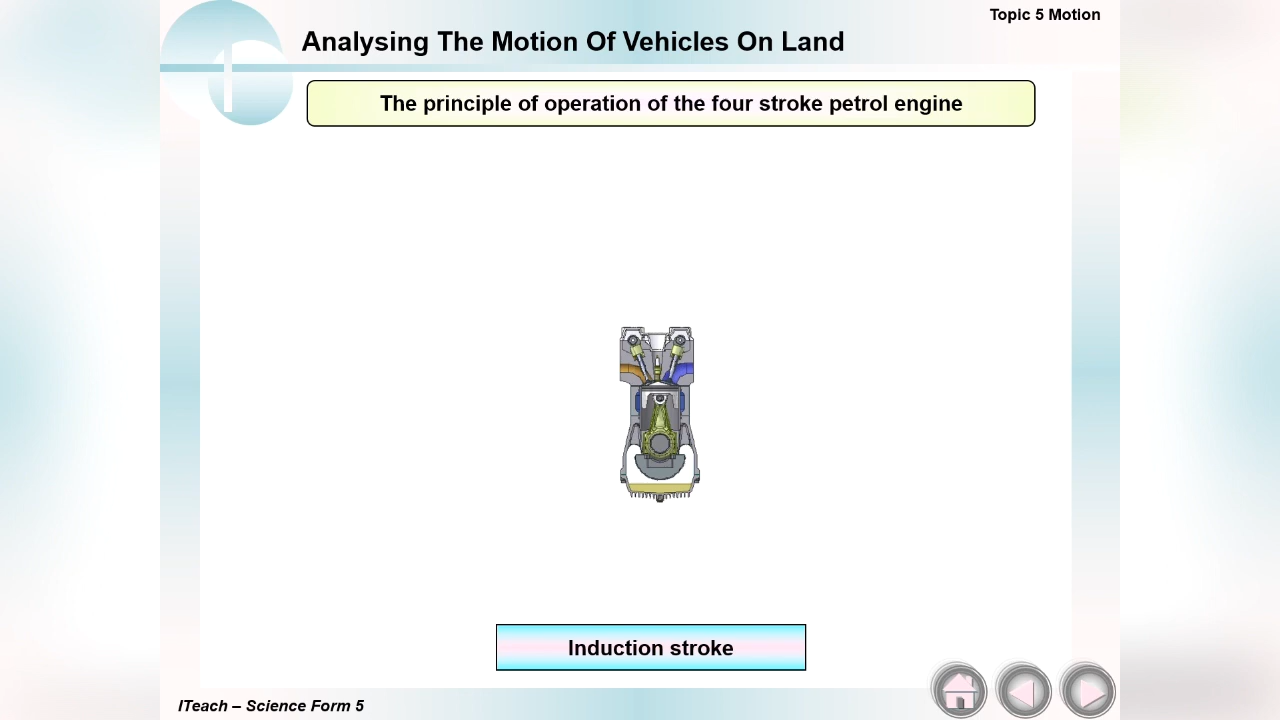 Topic 5 Motion
Analysing The Motion Of Vehicles On Land
The principle of operation of the four stroke petrol engine
Induction stroke
ITeach – Science Form 5